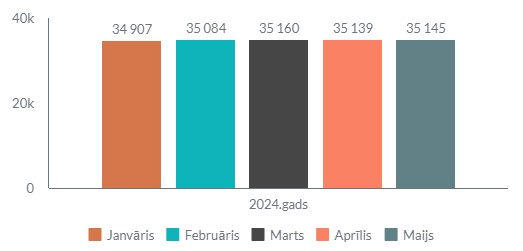 40k
34 907 35 084 35 160 35 139 35 145
20k
0
2024.gads
Janvāris Februāris Marts Aprīlis Maijs